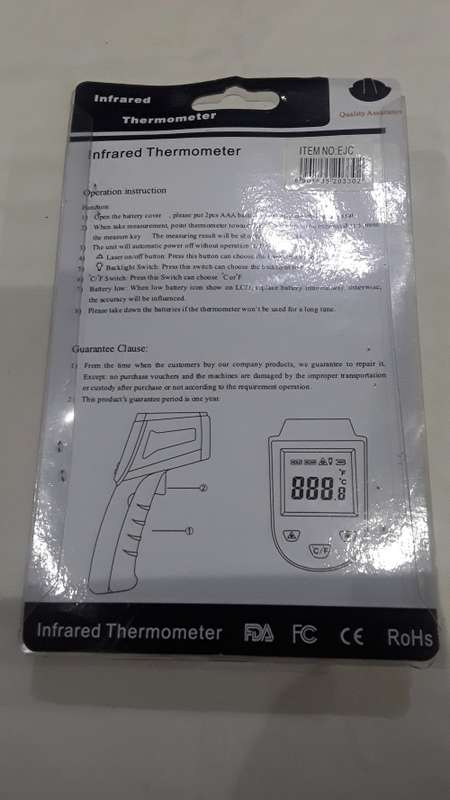 Infrared
Thermometer
Quality Assurance
Infrared Thermometer
ITEM NO:EJC
Operation instruction
Function:
1) Open the battery cover , please put 2pcs AAA
2) When take measurement, point thermometer
the measure key The measuring result will be
3) The unit will automatic power off without operation
4) Laser on/off button: Press this button can choose the
5) Backlight Switch: Press this switch can choose the backlight
6) °C/°F Switch: Press this Switch can choose °C or°F
7) Battery low: When low battery icon show on LCD, replace battery immediately, otherwise,
the accuracy will be influenced.
8) Please take down the batteries if the thermometer won't be used for a long time.
Guarantee Clause:
1) From the time when the customers buy our company products, we guarantee to repair it,
Except: no purchase vouchers and the machines are damaged by the improper transportation
or custody after purchase or not according to the requirement operation.
2) This product's guarantee period is one year
②
①
°F
°C
888.8
C/F
Infrared Thermometer FDA FC CE RoHs